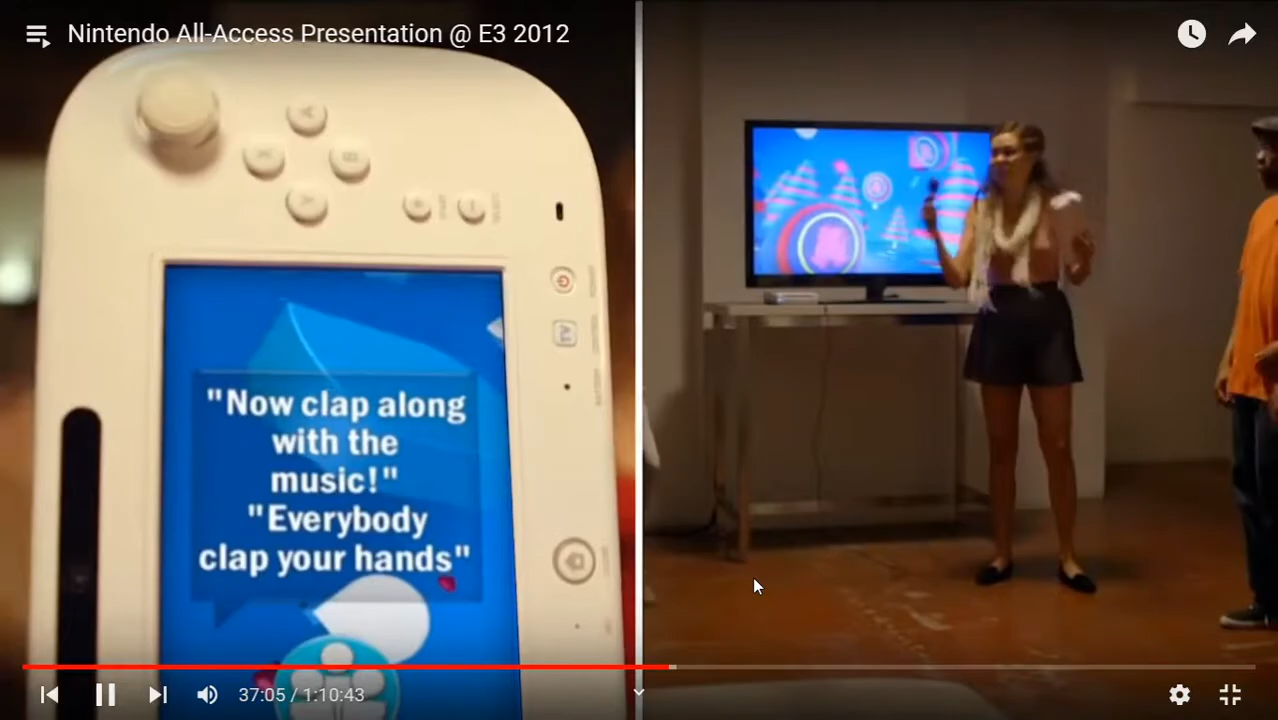 Nintendo All-Access Presentation @ E3 2012
A
X
B
Y
TV
"Now clap along
with the
music!"
"Everybody
clap your hands"
37:05 / 1:10:43